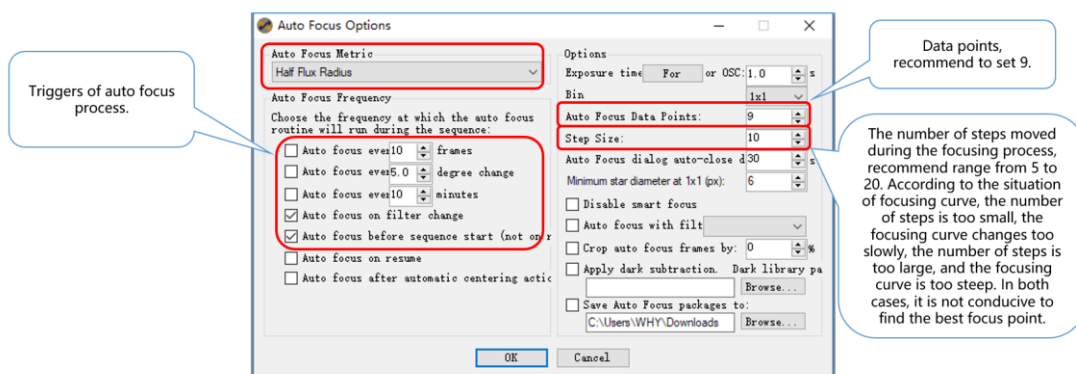 Auto Focus Options
Auto Focus Metric
Half Flux Radius
Auto Focus Frequency
Choose the frequency at which the auto focus
routine will run during the sequence:
Auto focus ever 10 frames
Auto focus ever 5.0 degree change
Auto focus ever 10 minutes
Auto focus on filter change
Auto focus before sequence start (not on r
Auto focus on resume
Auto focus after automatic centering actio
Options
Exposure time For or OSC: 1.0 s
Bin 1x1
Auto Focus Data Points: 9
Step Size: 10
Auto Focus dialog auto-close d 30 s
Minimum star diameter at 1x1 (px): 6
Disable smart focus
Auto focus with filt
Crop auto focus frames by: 0 %
Apply dark subtraction. Dark library pa
Browse...
Save Auto Focus packages to:
C:\Users\WHY\Downloads Browse...
OK Cancel
Triggers of auto focus
process.
Data points,
recommend to set 9.
The number of steps moved
during the focusing process,
recommend range from 5 to
20. According to the situation
of focusing curve, the number
of steps is too small, the
focusing curve changes too
slowly, the number of steps is
too large, and the focusing
curve is too steep. In both
cases, it is not conducive to
find the best focus point.